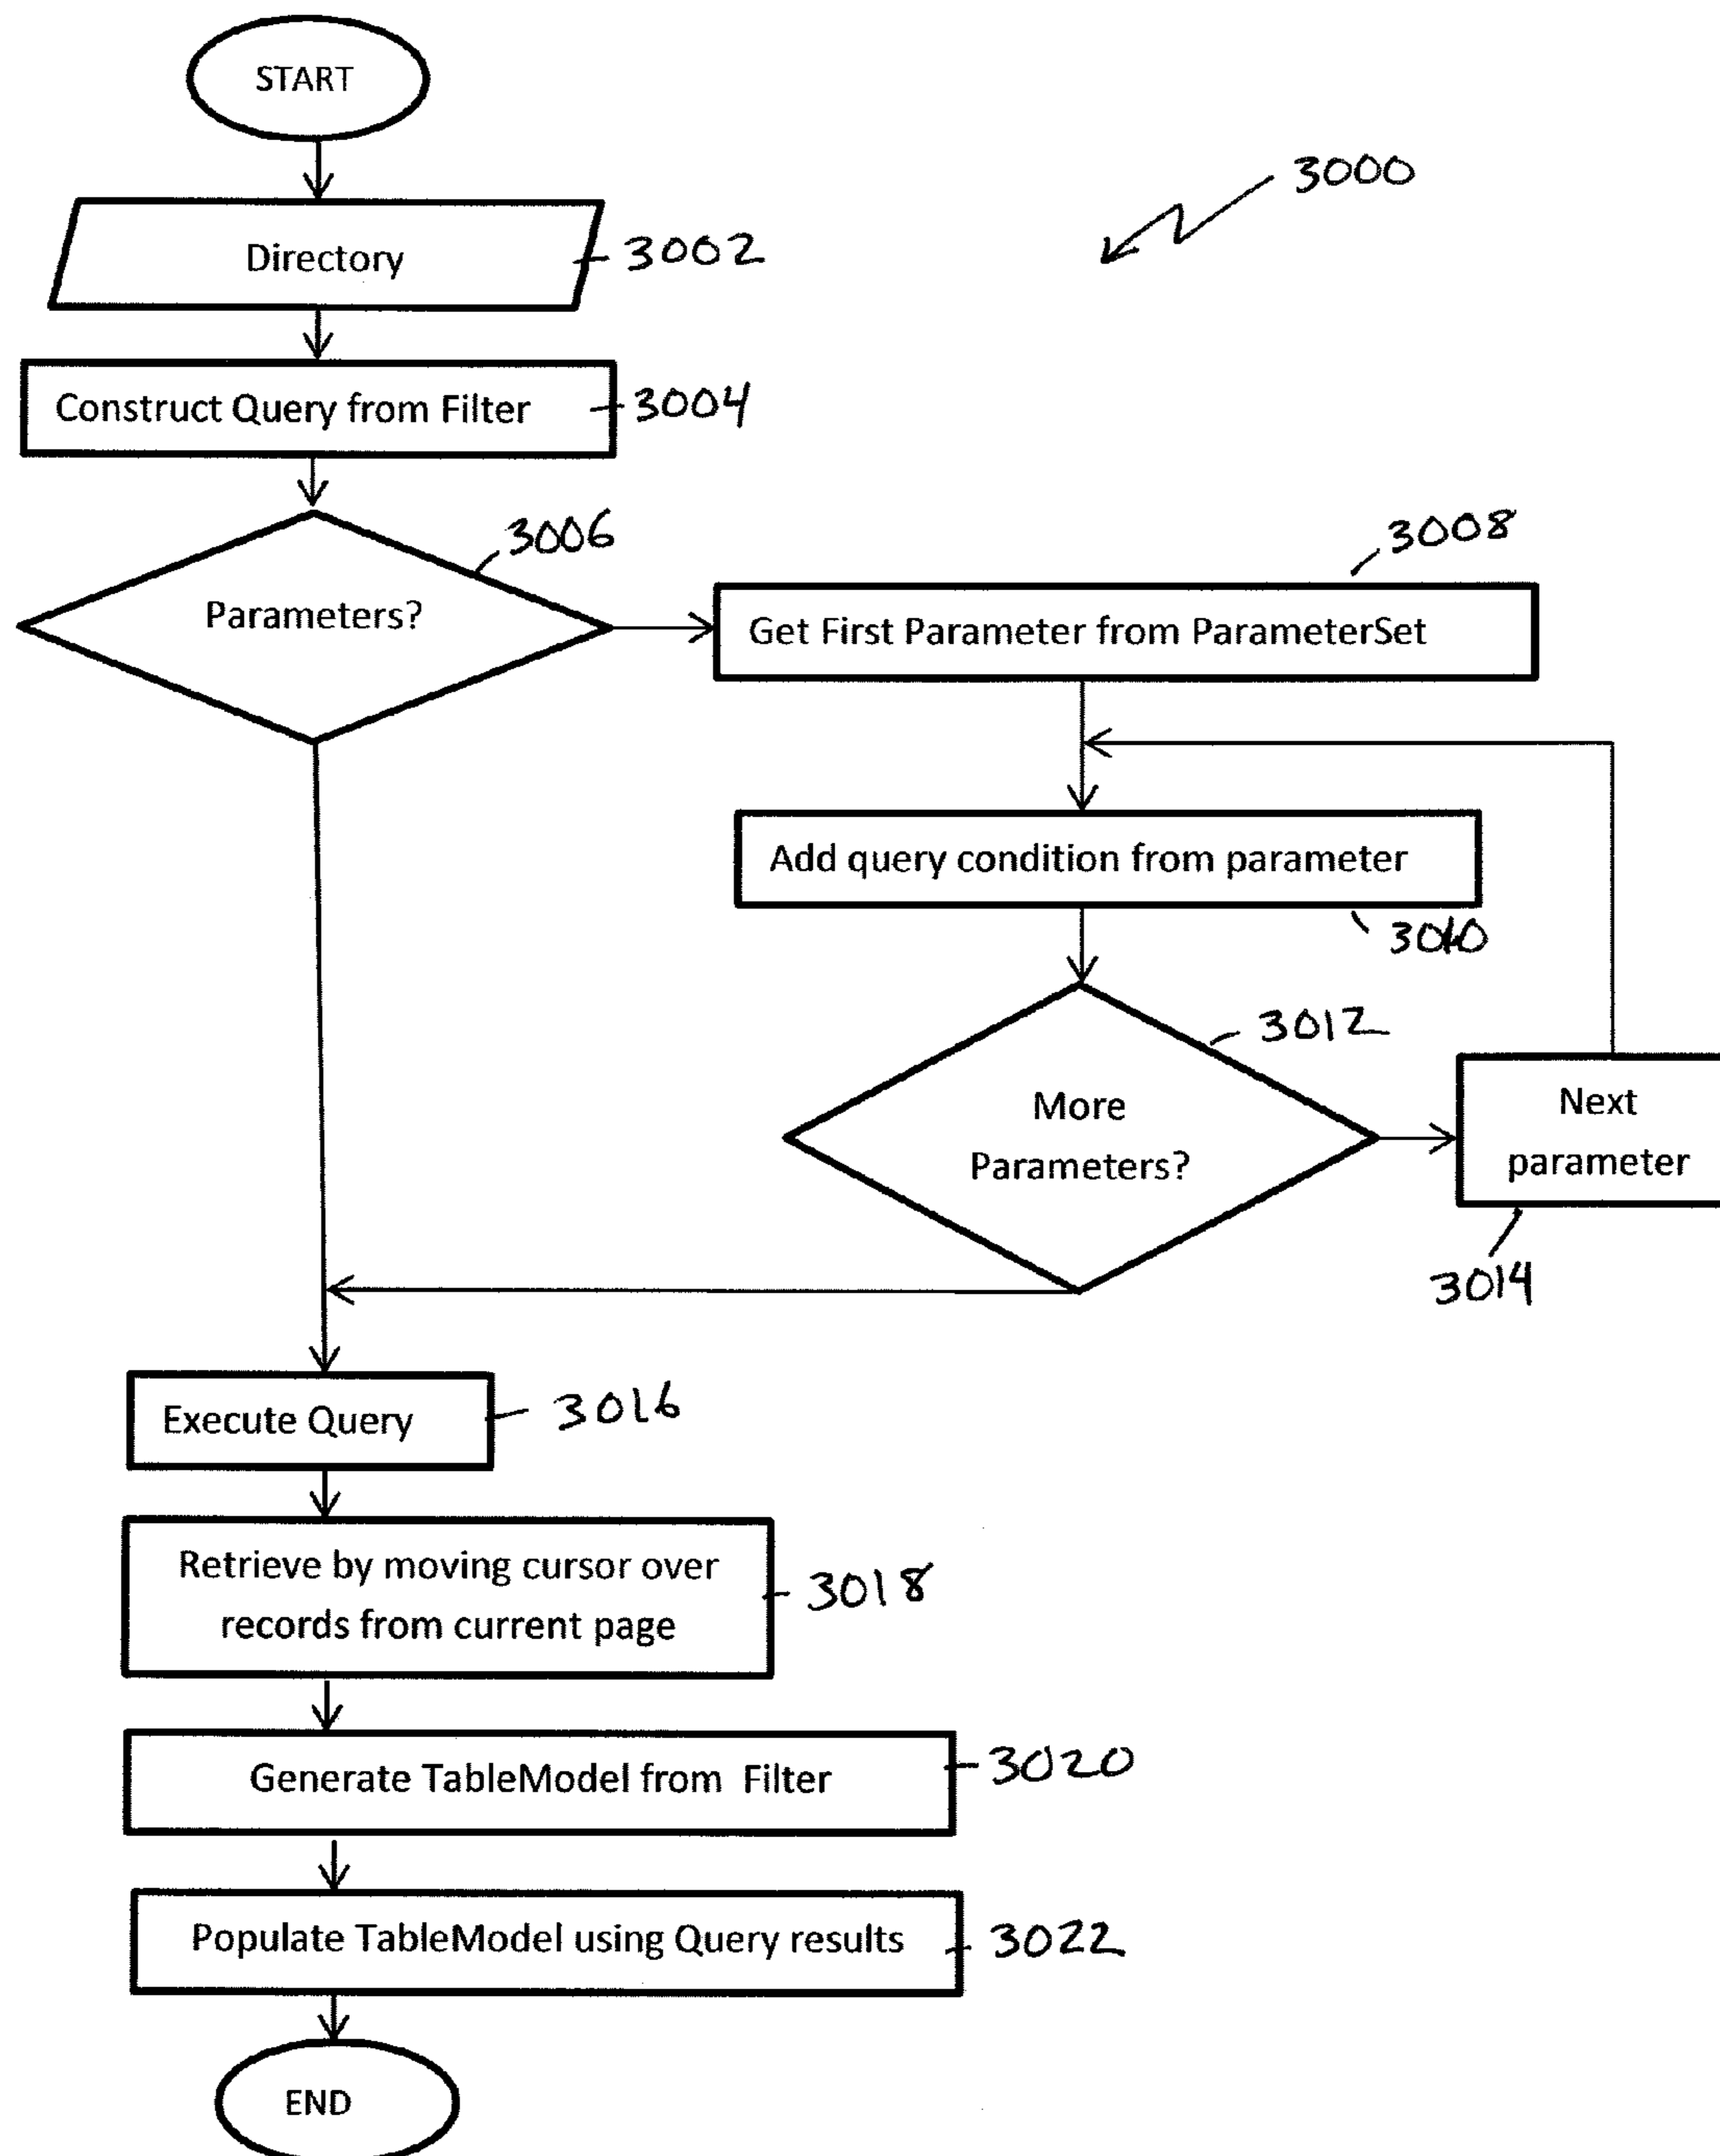 START
3000
Directory
3002
Construct Query from Filter
3004
3006
Parameters?
3008
Get First Parameter from ParameterSet
Add query condition from parameter
3010
3012
More
Parameters?
Next
parameter
3014
Execute Query
3016
Retrieve by moving cursor over
records from current page
3018
Generate TableModel from Filter
3020
Populate TableModel using Query results
3022
END